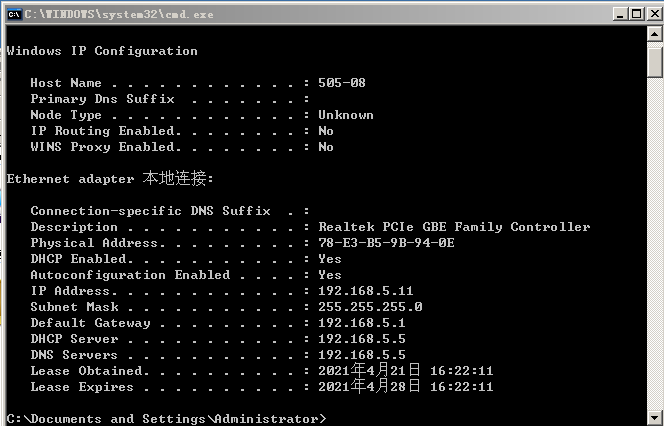 C:\WINDOWS\system32\cmd.exe
Windows IP Configuration
Host Name . . . . . . . . . . . . : 505-08
Primary Dns Suffix  . . . . . . . :
Node Type . . . . . . . . . . . . : Unknown
IP Routing Enabled. . . . . . . . : No
WINS Proxy Enabled. . . . . . . . : No
Ethernet adapter 本地连接:
Connection-specific DNS Suffix  . :
Description . . . . . . . . . . . : Realtek PCIe GBE Family Controller
Physical Address. . . . . . . . . : 78-E3-B5-9B-94-0E
DHCP Enabled. . . . . . . . . . . : Yes
Autoconfiguration Enabled . . . . : Yes
IP Address. . . . . . . . . . . . : 192.168.5.11
Subnet Mask . . . . . . . . . . . : 255.255.255.0
Default Gateway . . . . . . . . . : 192.168.5.1
DHCP Server . . . . . . . . . . . : 192.168.5.5
DNS Servers . . . . . . . . . . . : 192.168.5.5
Lease Obtained. . . . . . . . . . : 2021年4月21日 16:22:11
Lease Expires . . . . . . . . . . : 2021年4月28日 16:22:11
C:\Documents and Settings\Administrator>